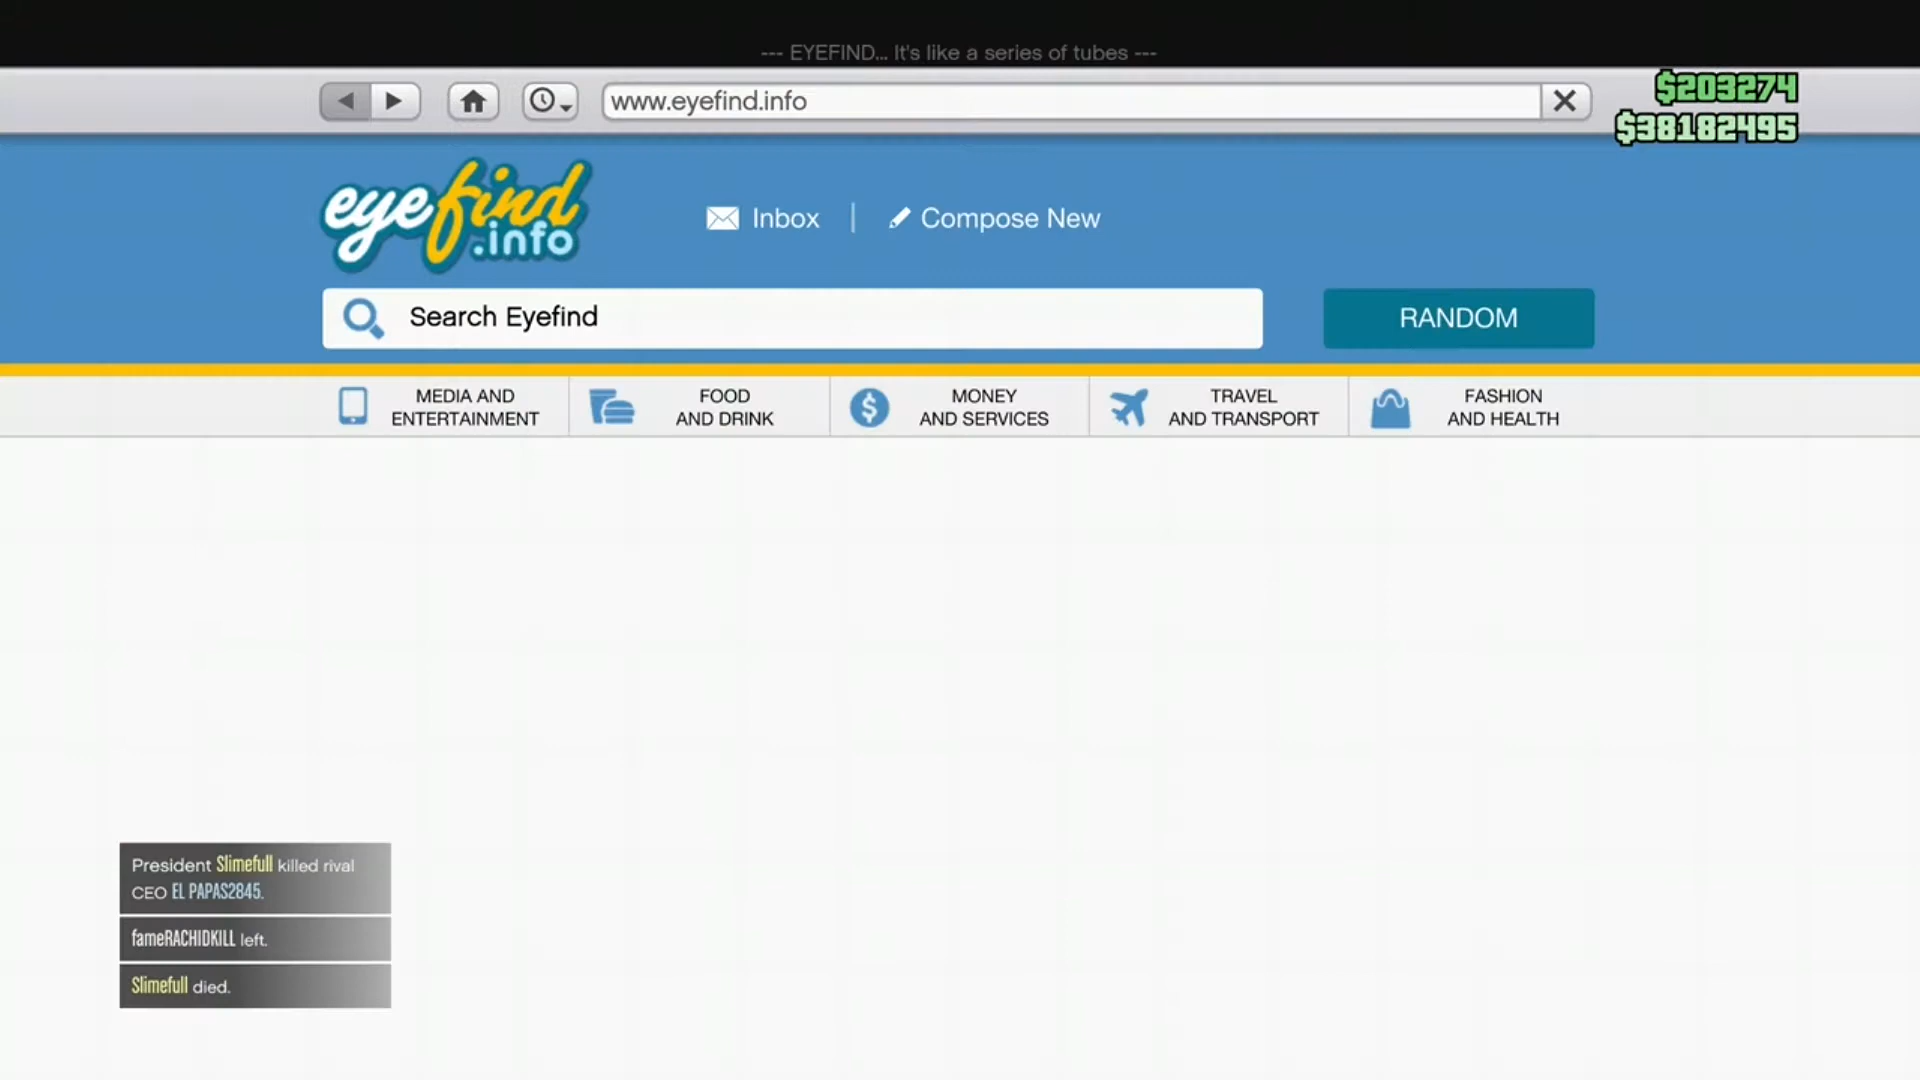 --- EYEFIND... It's like a series of tubes ---
www.eyefind.info
$203274
$38182495
eyefind
.info
Inbox
Compose New
Search Eyefind
RANDOM
MEDIA AND
ENTERTAINMENT
FOOD
AND DRINK
MONEY
AND SERVICES
TRAVEL
AND TRANSPORT
FASHION
AND HEALTH
President Slimefull killed rival
CEO EL PAPAS2845.
fameRACHIDKILL left.
Slimefull died.